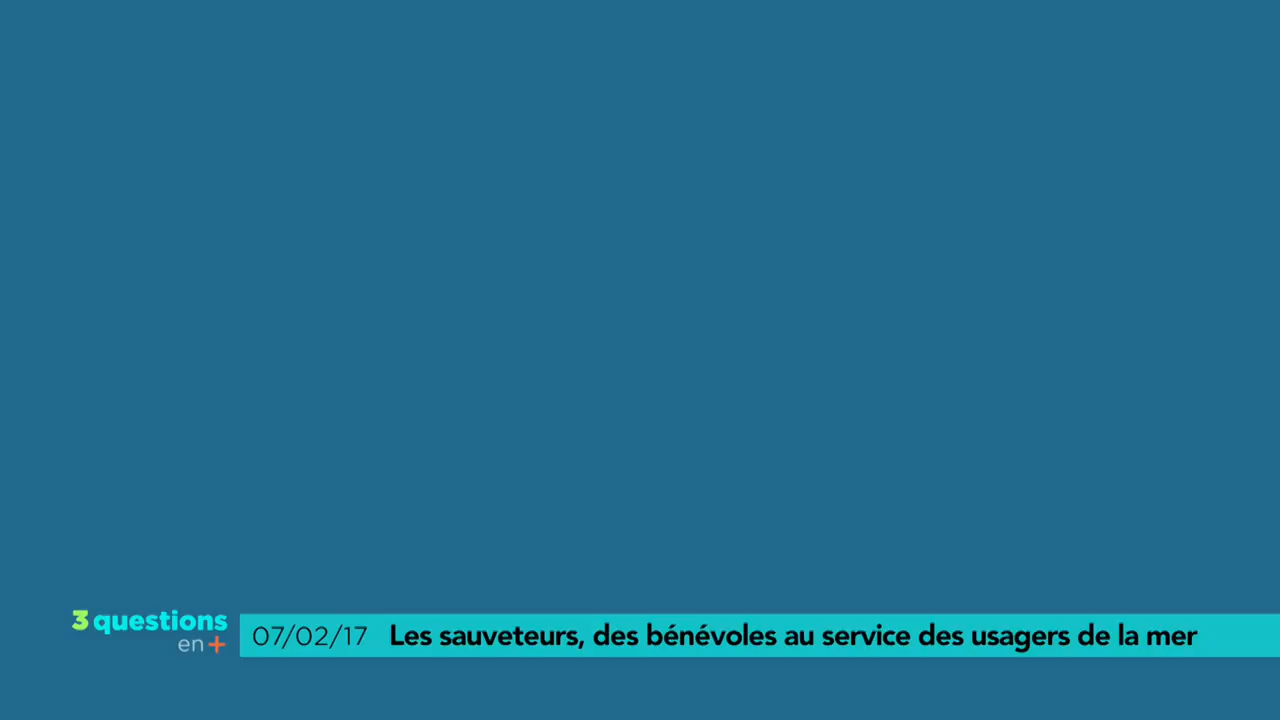 3 questions
en +
07/02/17 Les sauveteurs, des bénévoles au service des usagers de la mer